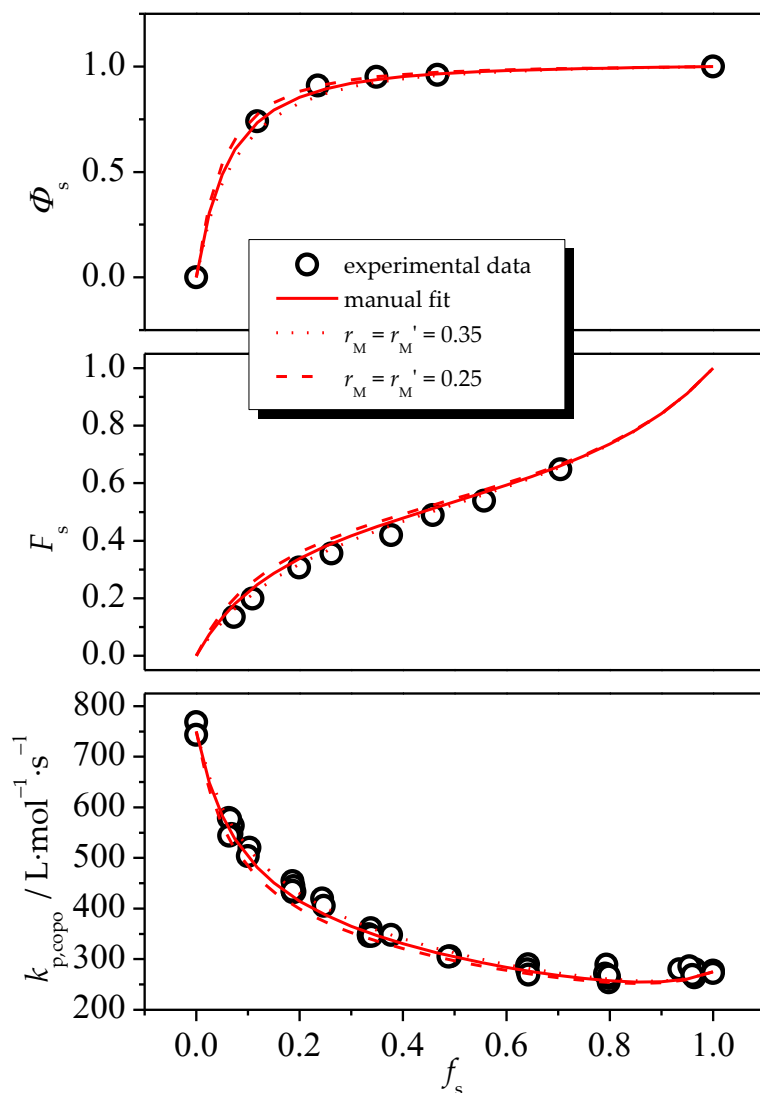 1.0
0.5
0.0
Φs
experimental data
manual fit
rM = rM' = 0.35
rM = rM' = 0.25
1.0
0.8
0.6
0.4
0.2
0.0
Fs
800
700
600
500
400
300
200
kp,copo / L·mol⁻¹·s⁻¹
0.0 0.2 0.4 0.6 0.8 1.0
fs